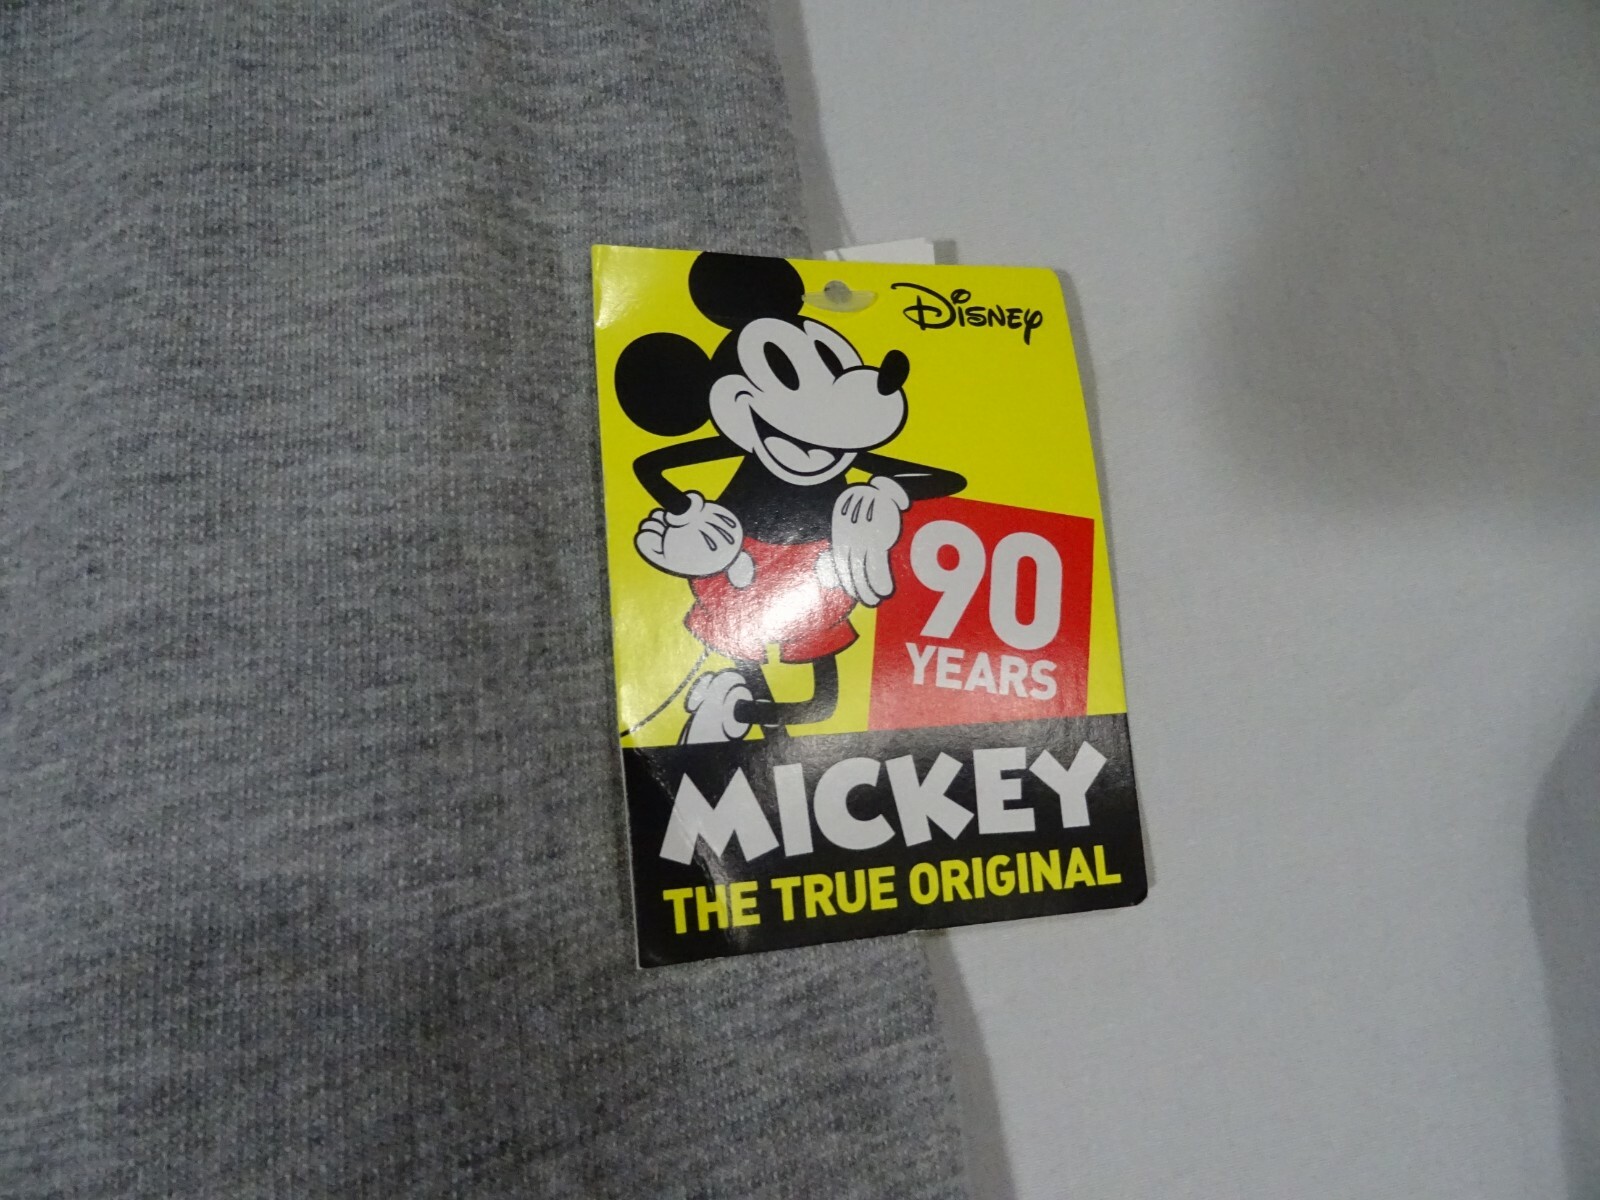 Disney
90
YEARS
MICKEY
THE TRUE ORIGINAL